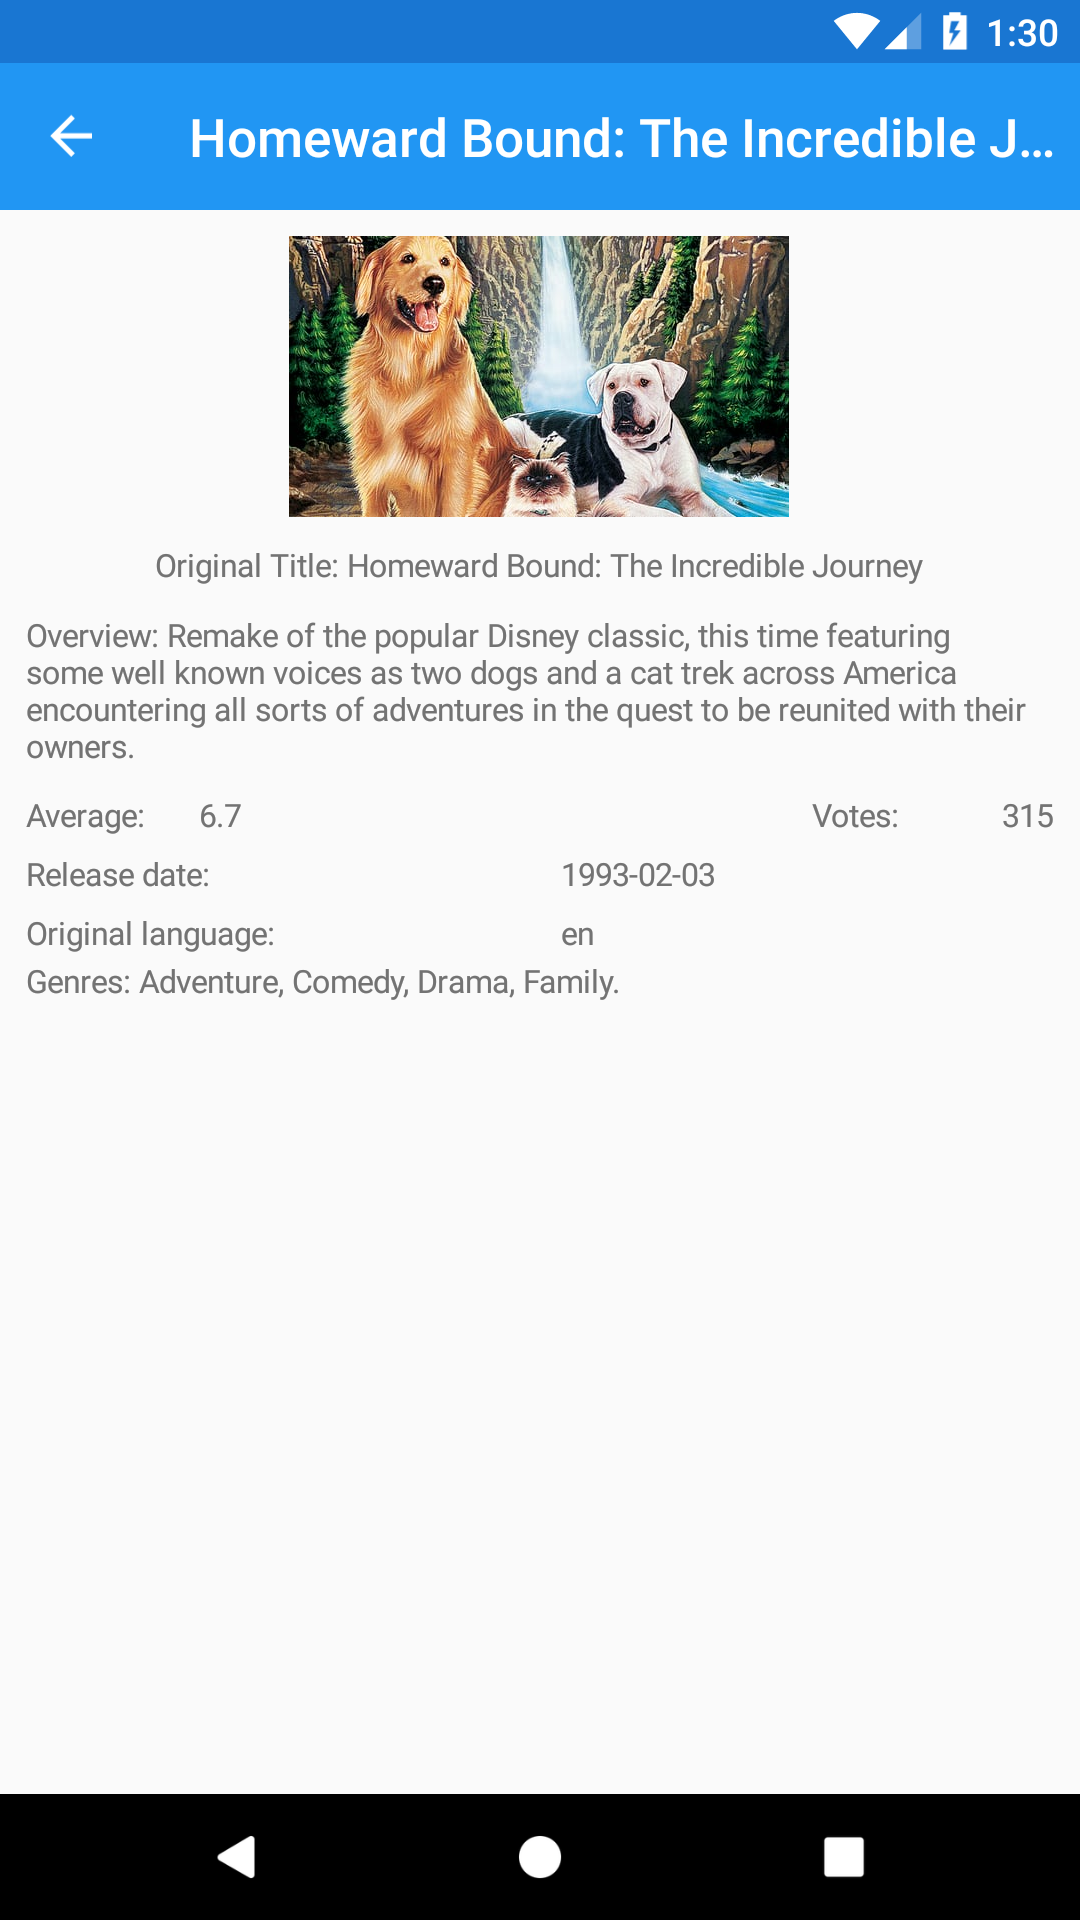 1:30
Homeward Bound: The Incredible J...
Original Title: Homeward Bound: The Incredible Journey
Overview: Remake of the popular Disney classic, this time featuring
some well known voices as two dogs and a cat trek across America
encountering all sorts of adventures in the quest to be reunited with their
owners.
Average: 6.7 Votes: 315
Release date: 1993-02-03
Original language: en
Genres: Adventure, Comedy, Drama, Family.